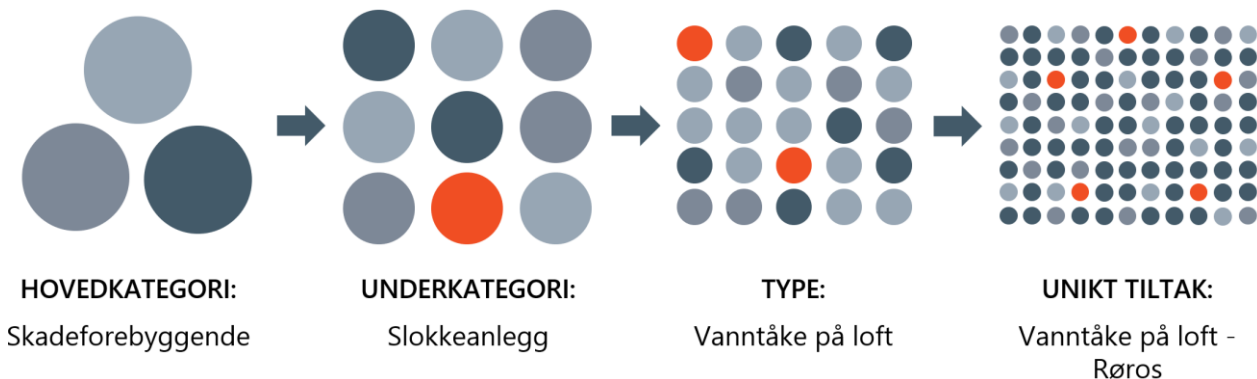 HOVEDKATEGORI:
Skadeforebyggende
UNDERKATEGORI:
Slokkeanlegg
TYPE:
Vanntåke på loft
UNIKT TILTAK:
Vanntåke på loft -
Røros